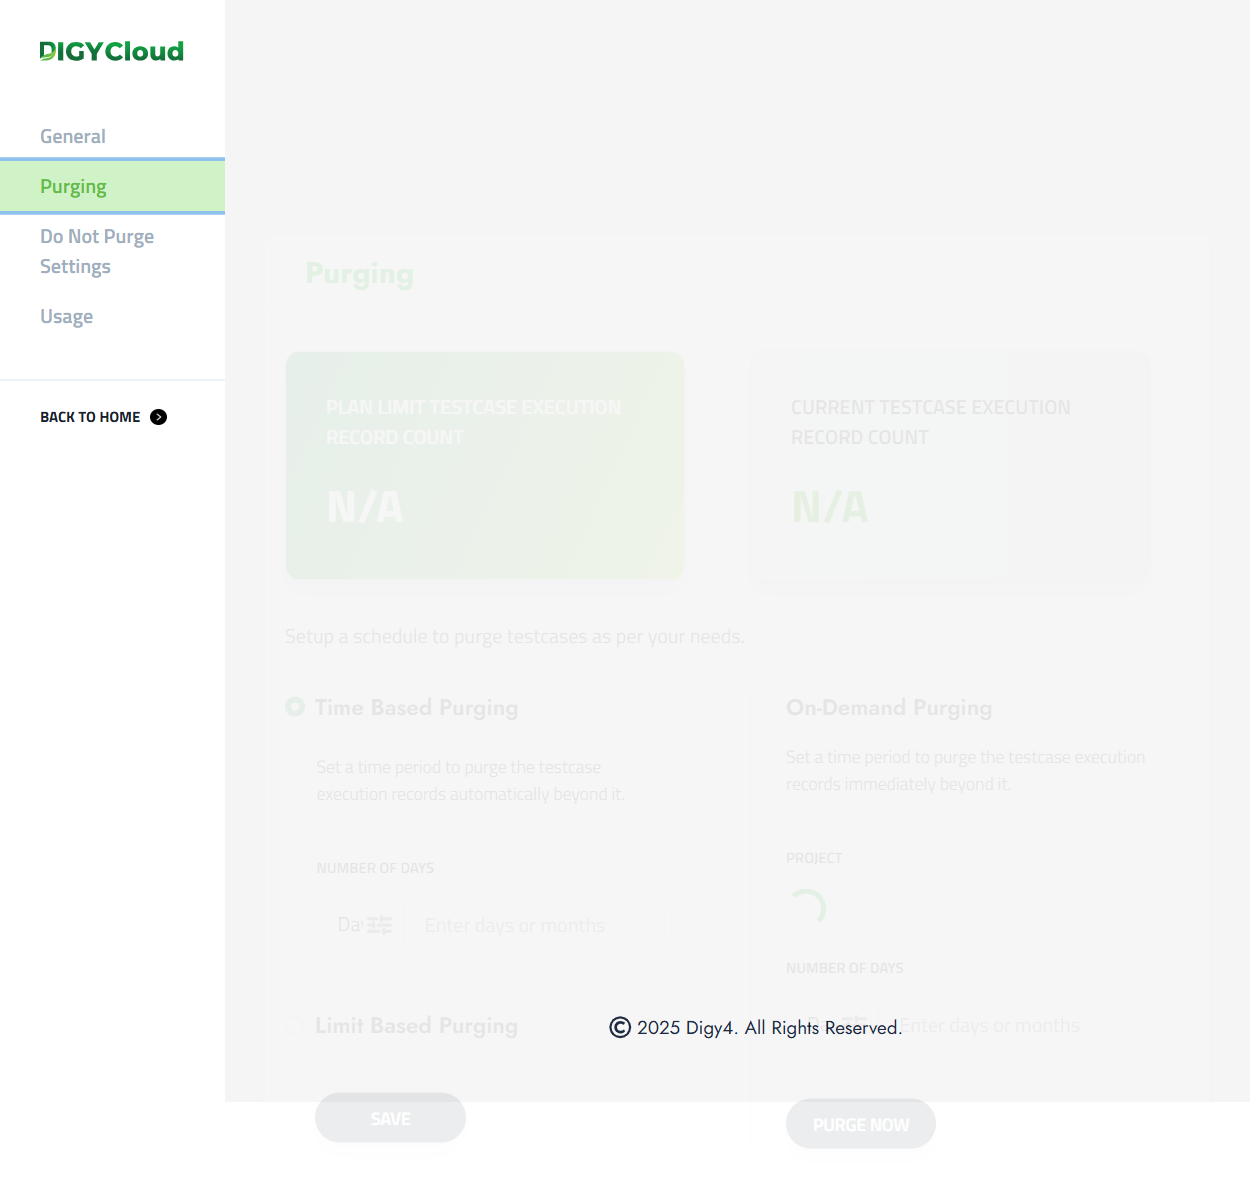 DIGYCloud
General
Purging
Do Not Purge
Settings
Usage
BACK TO HOME
Purging
PLAN LIMIT TESTCASE EXECUTION
RECORD COUNT
N/A
CURRENT TESTCASE EXECUTION
RECORD COUNT
N/A
Setup a schedule to purge testcases as per your needs.
Time Based Purging
Set a time period to purge the testcase
execution records automatically beyond it.
NUMBER OF DAYS
Enter days or months
Limit Based Purging
SAVE
On-Demand Purging
Set a time period to purge the testcase execution
records immediately beyond it.
PROJECT
NUMBER OF DAYS
Enter days or months
PURGE NOW
© 2025 Digy4. All Rights Reserved.